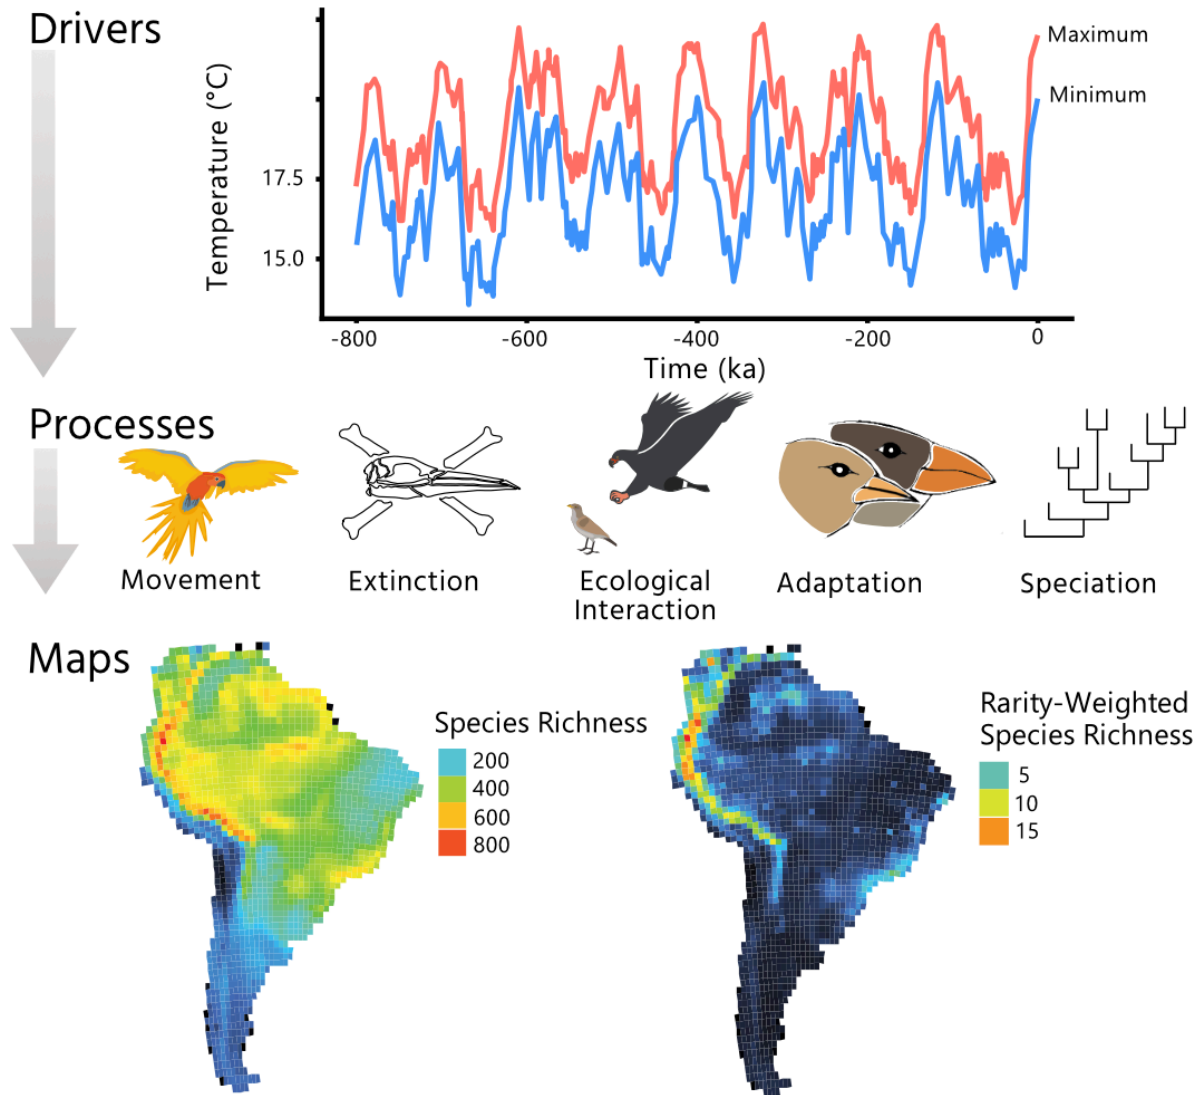 Drivers
Maximum
Minimum
Temperature (°C)
17.5
15.0
-800
-600
-400
-200
0
Time (ka)
Processes
Movement
Extinction
Ecological
Interaction
Adaptation
Speciation
Maps
Species Richness
200
400
600
800
Rarity-Weighted
Species Richness
5
10
15